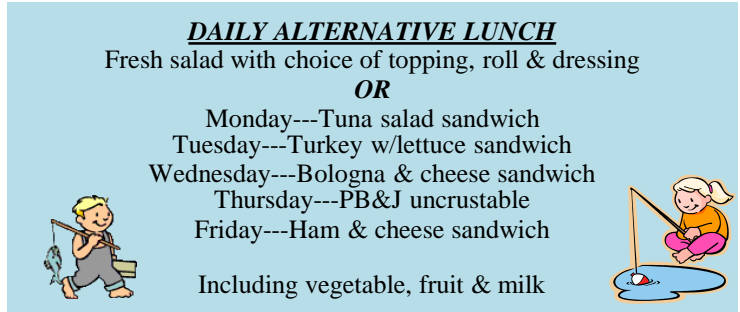 DAILY ALTERNATIVE LUNCH
Fresh salad with choice of topping, roll & dressing
OR
Monday---Tuna salad sandwich
Tuesday---Turkey w/lettuce sandwich
Wednesday---Bologna & cheese sandwich
Thursday---PB&J uncrustable
Friday---Ham & cheese sandwich
Including vegetable, fruit & milk